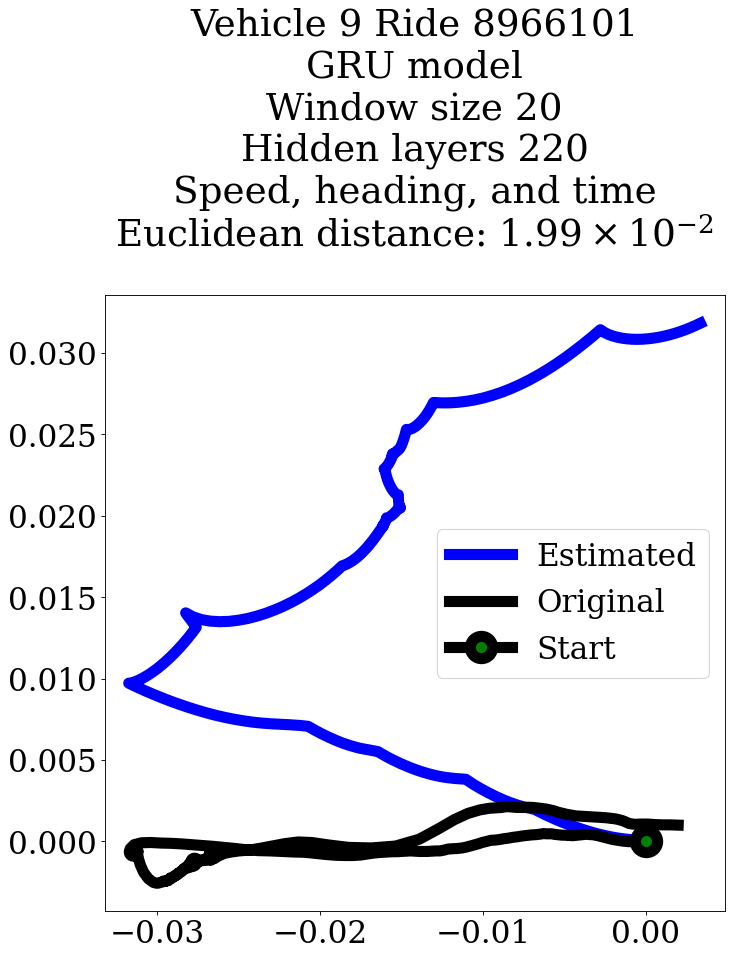 Vehicle 9 Ride 8966101
GRU model
Window size 20
Hidden layers 220
Speed, heading, and time
Euclidean distance: 1.99 × 10⁻²
0.030
0.025
0.020
0.015
0.010
0.005
0.000
Estimated
Original
Start
−0.03 −0.02 −0.01 0.00